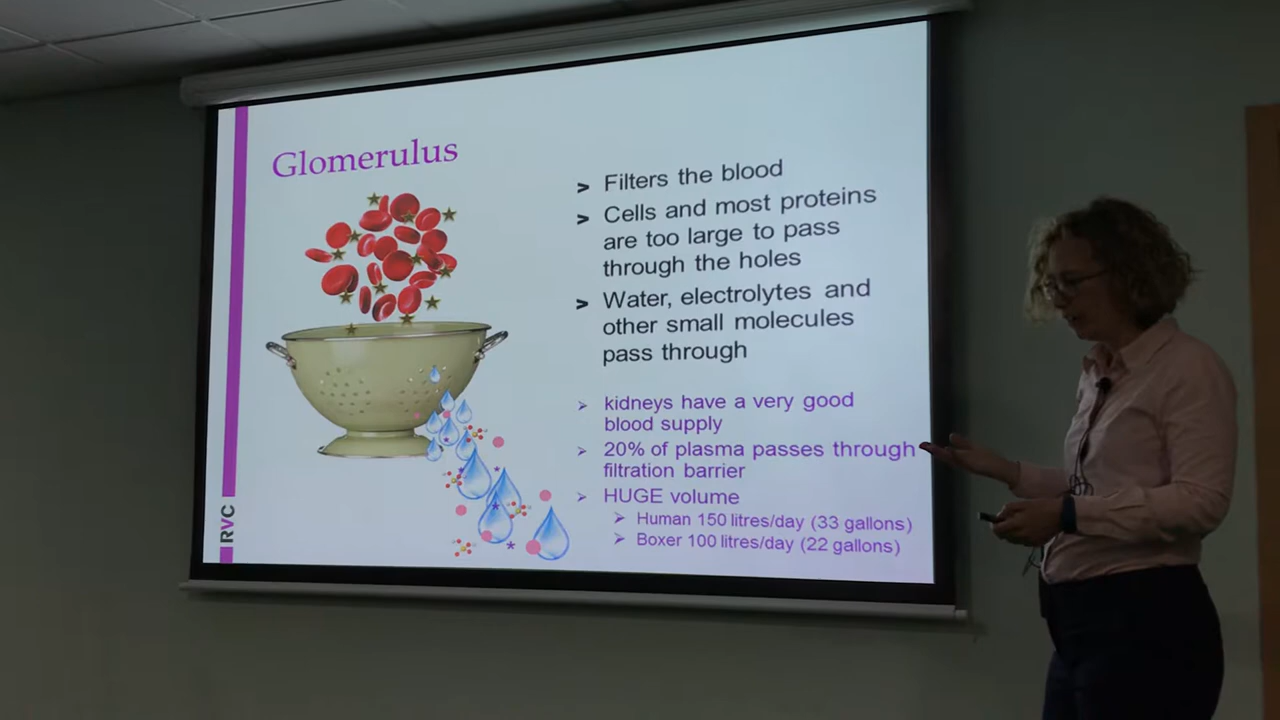 Glomerulus
➢ Filters the blood
➢ Cells and most proteins
are too large to pass
through the holes
➢ Water, electrolytes and
other small molecules
pass through
➢ kidneys have a very good
blood supply
➢ 20% of plasma passes through
filtration barrier
➢ HUGE volume
➢ Human 150 litres/day (33 gallons)
➢ Boxer 100 litres/day (22 gallons)
RVC